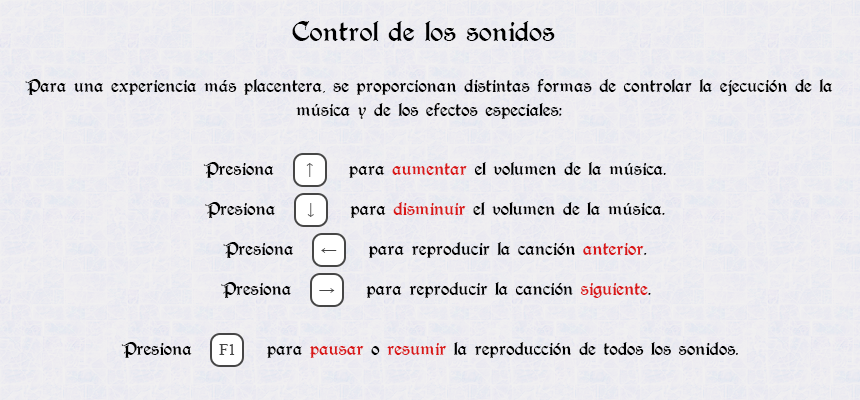 Control de los sonidos
Para una experiencia más placentera, se proporcionan distintas formas de controlar la ejecución de la
música y de los efectos especiales:
Presiona ↑ para aumentar el volumen de la música.
Presiona ↓ para disminuir el volumen de la música.
Presiona ← para reproducir la canción anterior.
Presiona → para reproducir la canción siguiente.
Presiona F1 para pausar o resumir la reproducción de todos los sonidos.